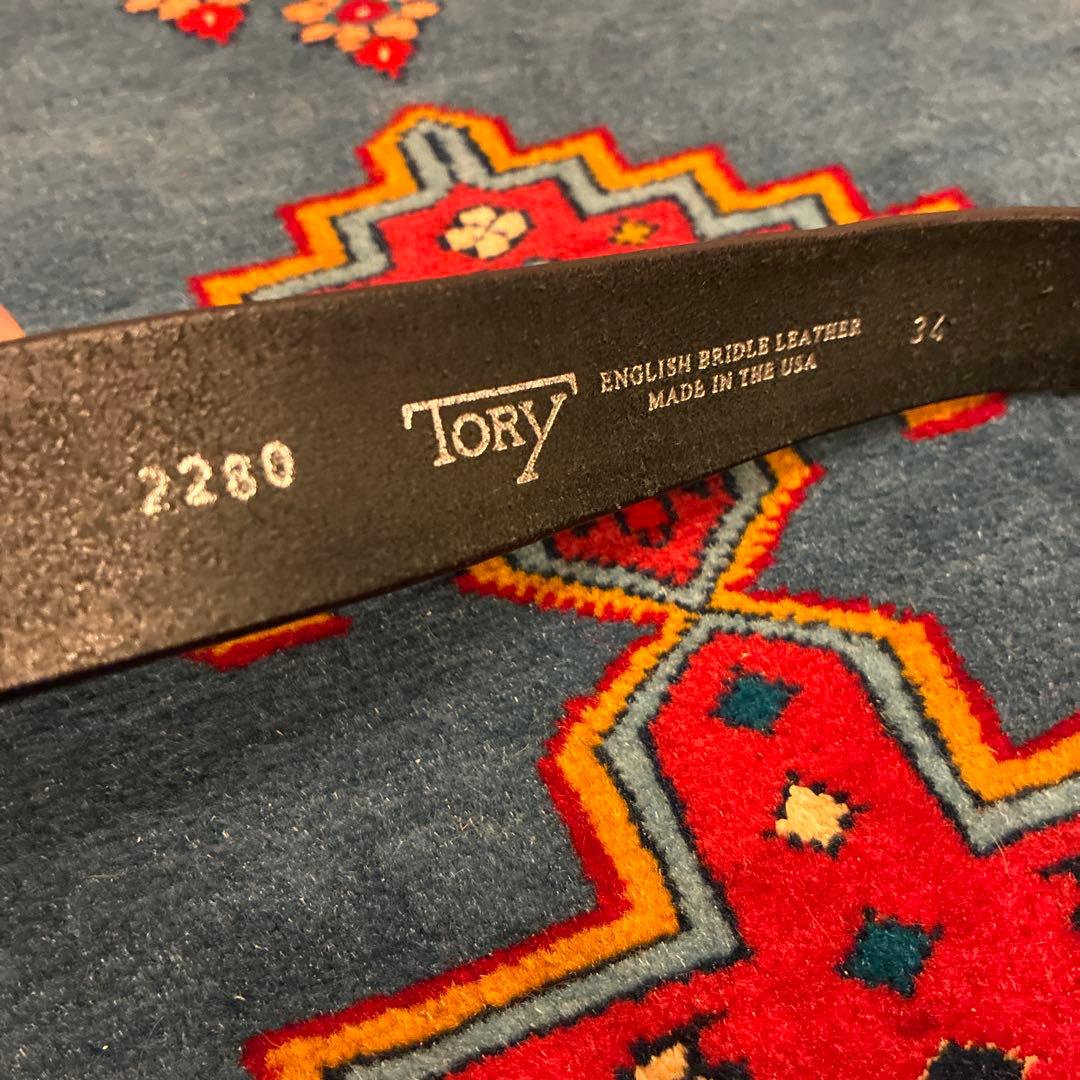 2280
TORY
ENGLISH BRIDLE LEATHER
MADE IN THE USA
34